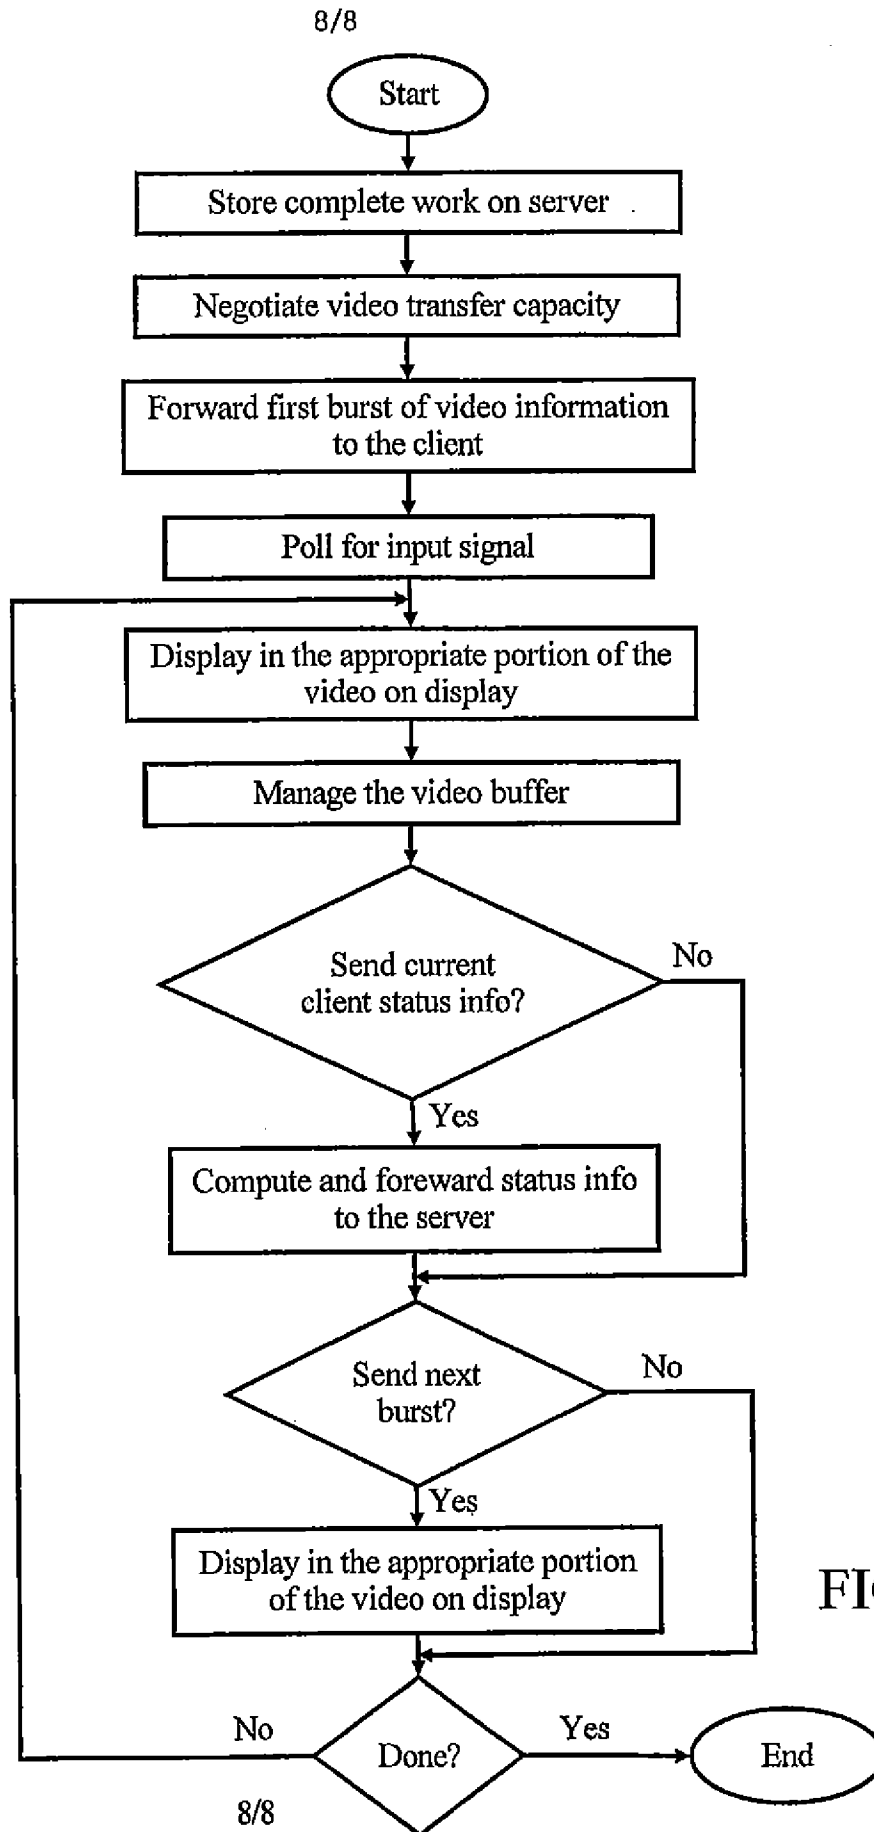 8/8
Start
Store complete work on server
Negotiate video transfer capacity
Forward first burst of video information
to the client
Poll for input signal
Display in the appropriate portion of the
video on display
Manage the video buffer
Send current
client status info?
No
Yes
Compute and foreward status info
to the server
Send next
burst?
No
Yes
Display in the appropriate portion
of the video on display
Done?
No
Yes
End
8/8